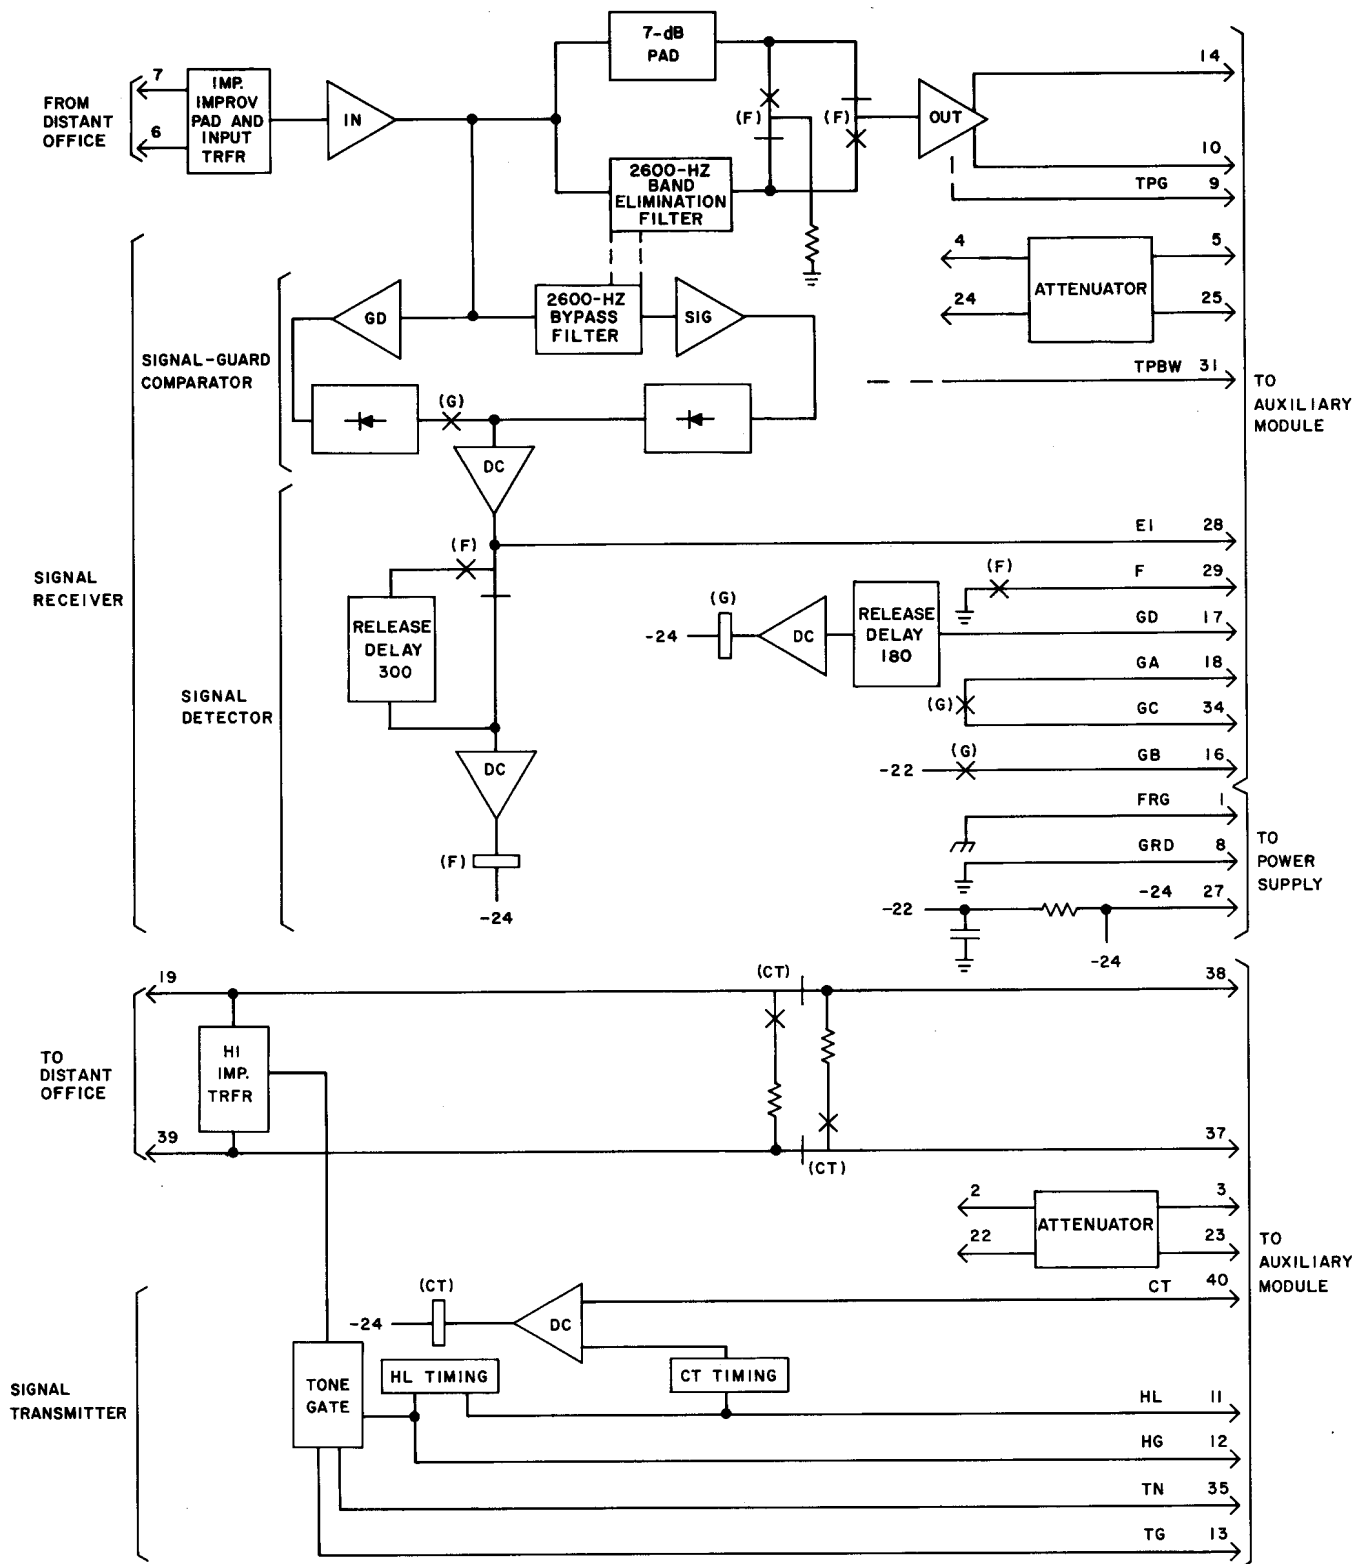 7-dB
PAD
14
7
IMP.
IMPROV
PAD AND
INPUT
TRFR
FROM
DISTANT
OFFICE
6
IN
(F)
(F)
OUT
10
TPG 9
2600-HZ
BAND
ELIMINATION
FILTER
4
5
ATTENUATOR
24
25
GD
2600-HZ
BYPASS
FILTER
SIG
SIGNAL-GUARD
COMPARATOR
TPBW 31
TO
AUXILIARY
MODULE
(G)
DC
EI 28
(F)
F 29
(F)
SIGNAL
RECEIVER
RELEASE
DELAY
300
(G)
-24
DC
RELEASE
DELAY
180
GD 17
GA 18
(G)
GC 34
SIGNAL
DETECTOR
DC
(G)
-22
GB 16
FRG 1
GRD 8
TO
POWER
SUPPLY
(F)
-24
-22
-24 27
-24
19
(CT)
38
HI
IMP.
TRFR
TO
DISTANT
OFFICE
39
(CT)
37
2
3
ATTENUATOR
22
23
TO
AUXILIARY
MODULE
(CT)
-24
DC
CT 40
SIGNAL
TRANSMITTER
TONE
GATE
HL TIMING
CT TIMING
HL 11
HG 12
TN 35
TG 13